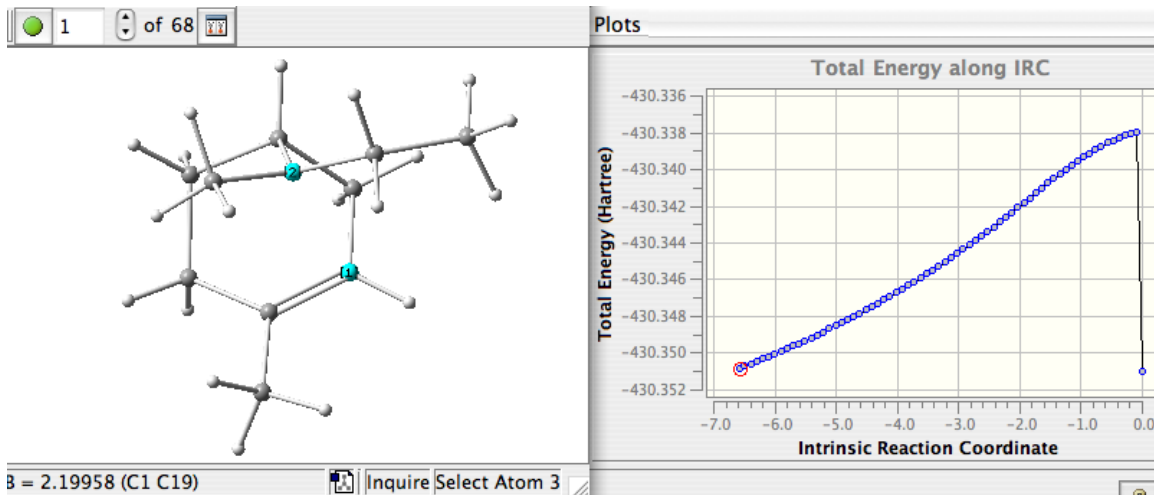 1 of 68
2
1
B = 2.19958 (C1 C19) Inquire Select Atom 3
Plots
Total Energy along IRC
-430.336
-430.338
-430.340
-430.342
-430.344
-430.346
-430.348
-430.350
-430.352
Total Energy (Hartree)
-7.0 -6.0 -5.0 -4.0 -3.0 -2.0 -1.0 0.0
Intrinsic Reaction Coordinate